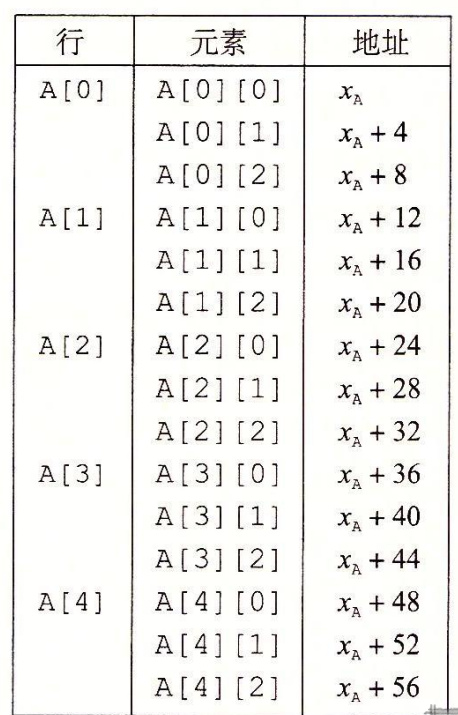 行 元素 地址
A[0] A[0][0] x_A
A[0][1] x_A + 4
A[0][2] x_A + 8
A[1] A[1][0] x_A + 12
A[1][1] x_A + 16
A[1][2] x_A + 20
A[2] A[2][0] x_A + 24
A[2][1] x_A + 28
A[2][2] x_A + 32
A[3] A[3][0] x_A + 36
A[3][1] x_A + 40
A[3][2] x_A + 44
A[4] A[4][0] x_A + 48
A[4][1] x_A + 52
A[4][2] x_A + 56